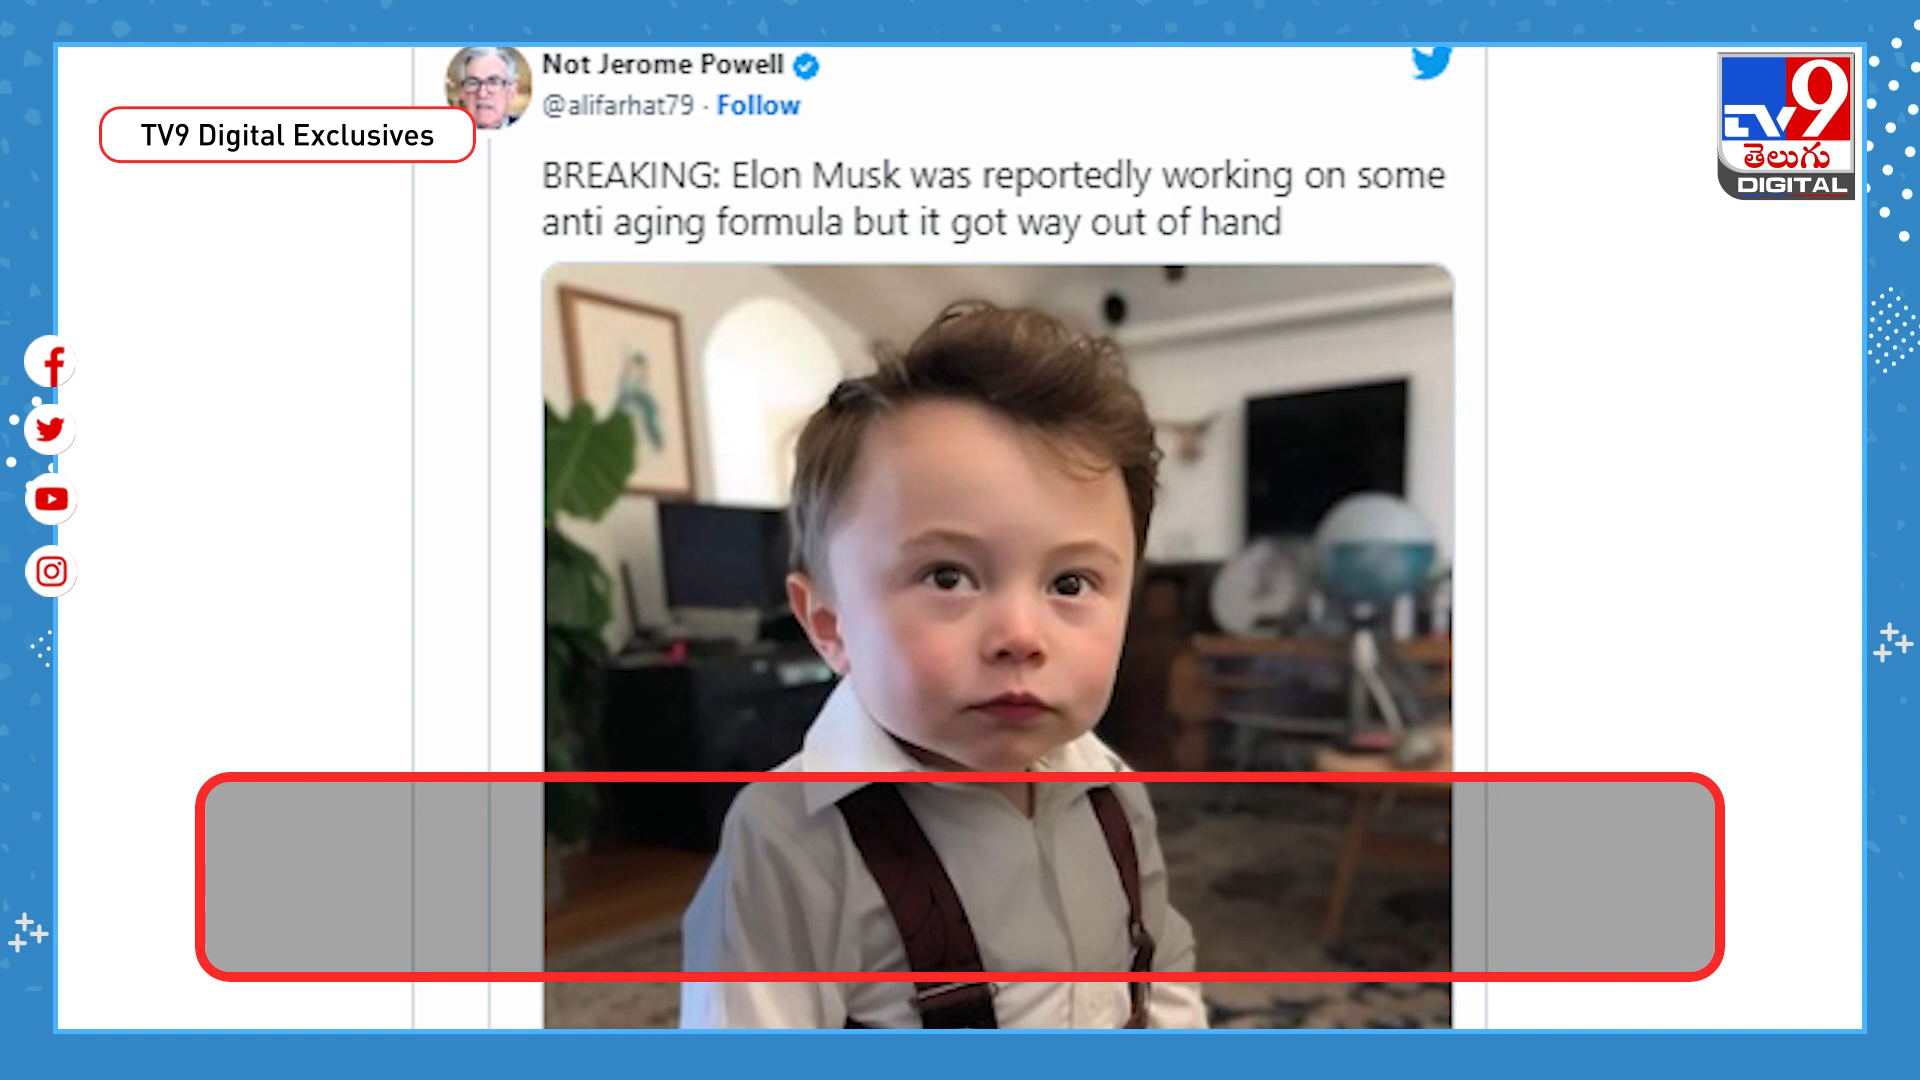 Not Jerome Powell
@alifarhat79 · Follow
TV9 Digital Exclusives
BREAKING: Elon Musk was reportedly working on some
anti aging formula but it got way out of hand
TV9
తెలుగు
DIGITAL